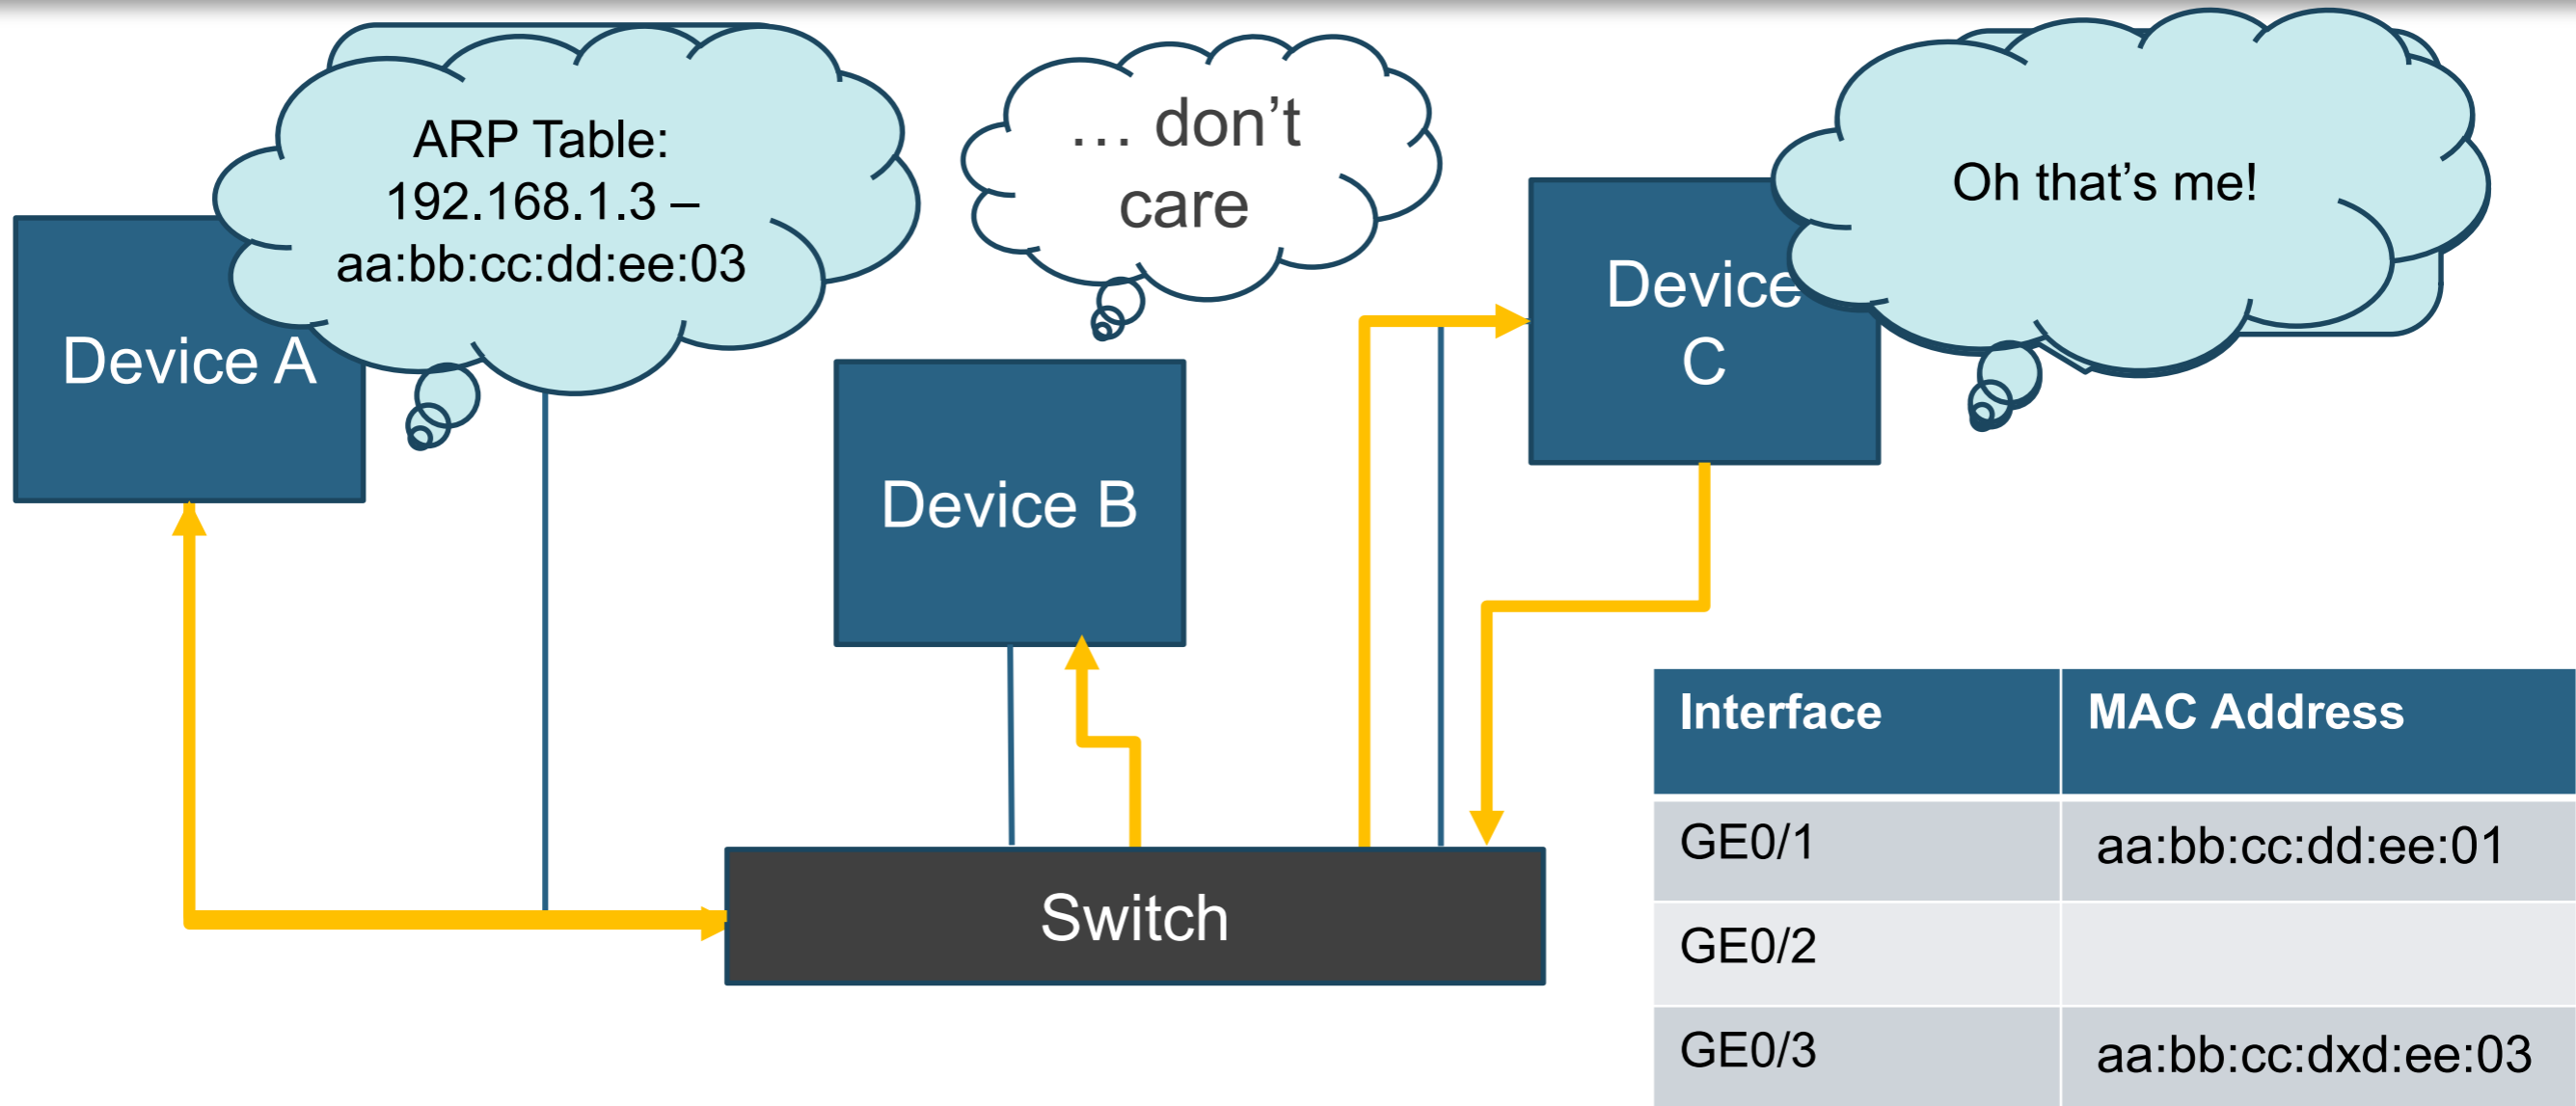 ARP Table:
192.168.1.3 –
aa:bb:cc:dd:ee:03
… don’t
care
Oh that’s me!
Device A
Device B
Device
C
Switch
Interface MAC Address
GE0/1 aa:bb:cc:dd:ee:01
GE0/2
GE0/3 aa:bb:cc:dxd:ee:03